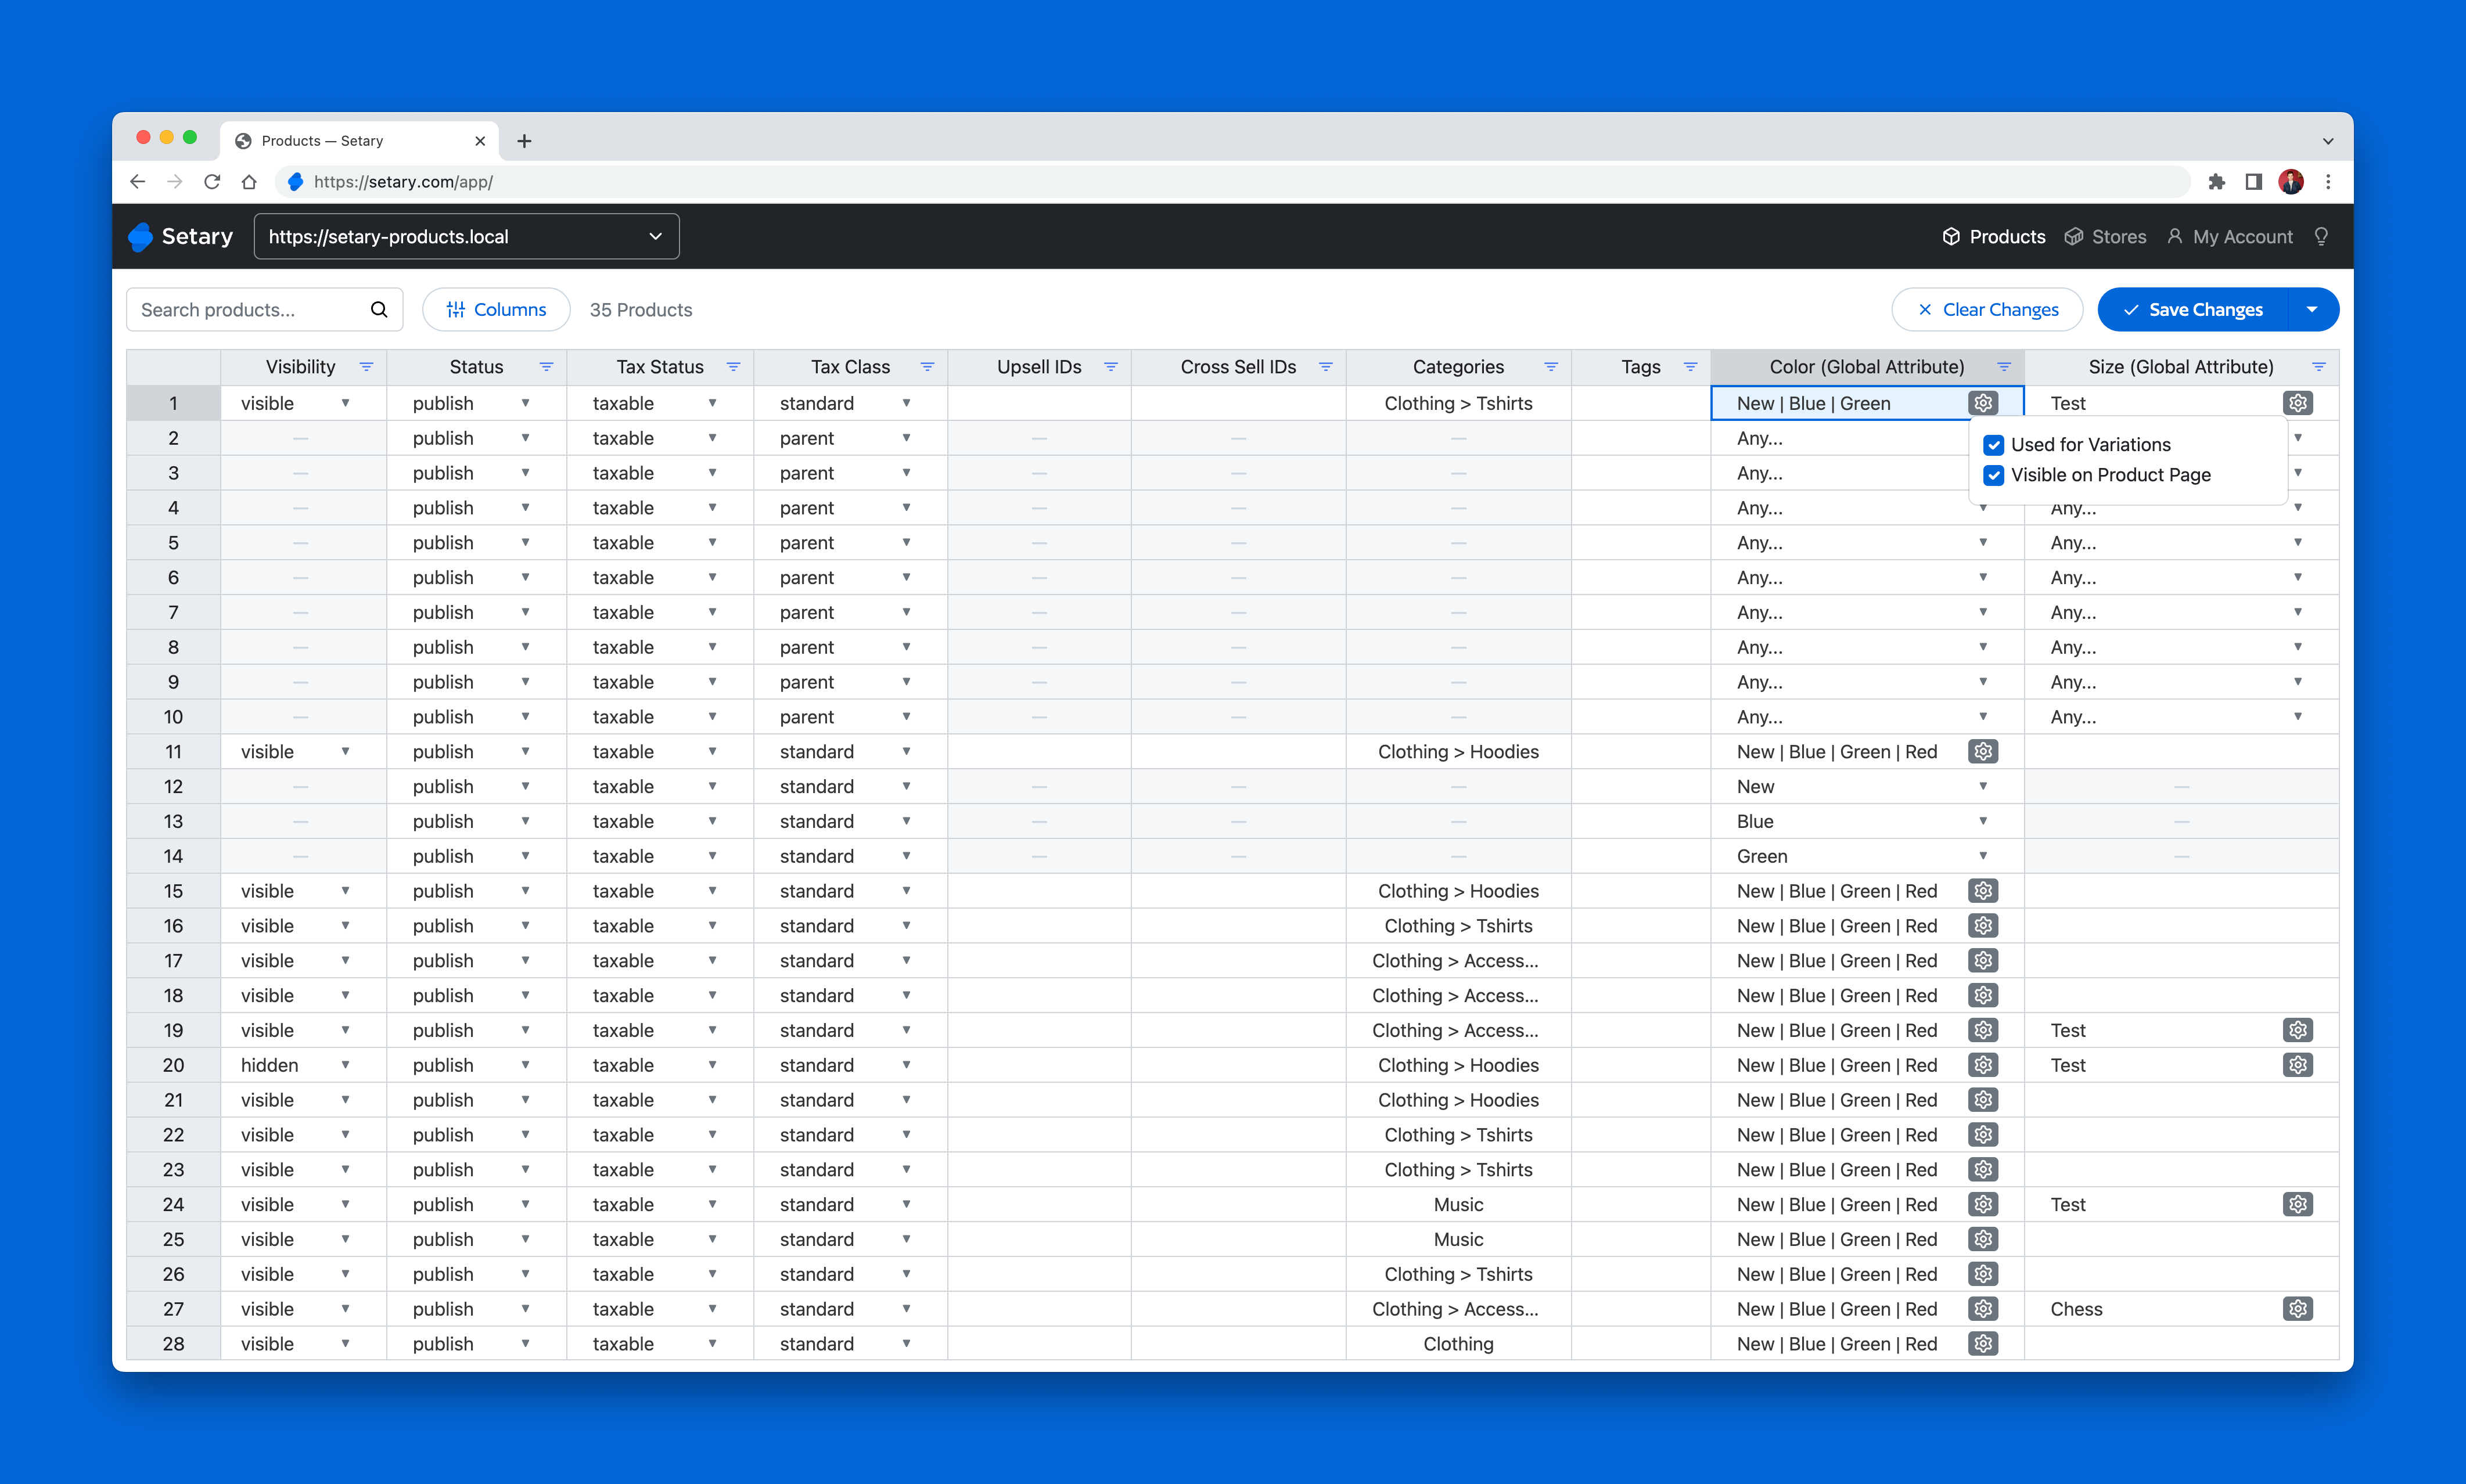 Products — Setary
https://setary.com/app/
Setary https://setary-products.local Products Stores My Account
Search products... Columns 35 Products Clear Changes Save Changes
Visibility Status Tax Status Tax Class Upsell IDs Cross Sell IDs Categories Tags Color (Global Attribute) Size (Global Attribute)
1 visible publish taxable standard Clothing > Tshirts New | Blue | Green Test
2 — publish taxable parent — — — Any... Used for Variations
3 — publish taxable parent — — — Any... Visible on Product Page
4 — publish taxable parent — — — Any... Any...
5 — publish taxable parent — — — Any... Any...
6 — publish taxable parent — — — Any... Any...
7 — publish taxable parent — — — Any... Any...
8 — publish taxable parent — — — Any... Any...
9 — publish taxable parent — — — Any... Any...
10 — publish taxable parent — — — Any... Any...
11 visible publish taxable standard Clothing > Hoodies New | Blue | Green | Red
12 — publish taxable standard — — — New —
13 — publish taxable standard — — — Blue —
14 — publish taxable standard — — — Green —
15 visible publish taxable standard Clothing > Hoodies New | Blue | Green | Red
16 visible publish taxable standard Clothing > Tshirts New | Blue | Green | Red
17 visible publish taxable standard Clothing > Access... New | Blue | Green | Red
18 visible publish taxable standard Clothing > Access... New | Blue | Green | Red
19 visible publish taxable standard Clothing > Access... New | Blue | Green | Red Test
20 hidden publish taxable standard Clothing > Hoodies New | Blue | Green | Red Test
21 visible publish taxable standard Clothing > Hoodies New | Blue | Green | Red
22 visible publish taxable standard Clothing > Tshirts New | Blue | Green | Red
23 visible publish taxable standard Clothing > Tshirts New | Blue | Green | Red
24 visible publish taxable standard Music New | Blue | Green | Red Test
25 visible publish taxable standard Music New | Blue | Green | Red
26 visible publish taxable standard Clothing > Tshirts New | Blue | Green | Red
27 visible publish taxable standard Clothing > Access... New | Blue | Green | Red Chess
28 visible publish taxable standard Clothing New | Blue | Green | Red